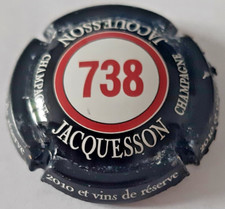 JACQUESSON
CHAMPAGNE
738
CHAMPAGNE
JACQUESSON
2010 et vins de réserve